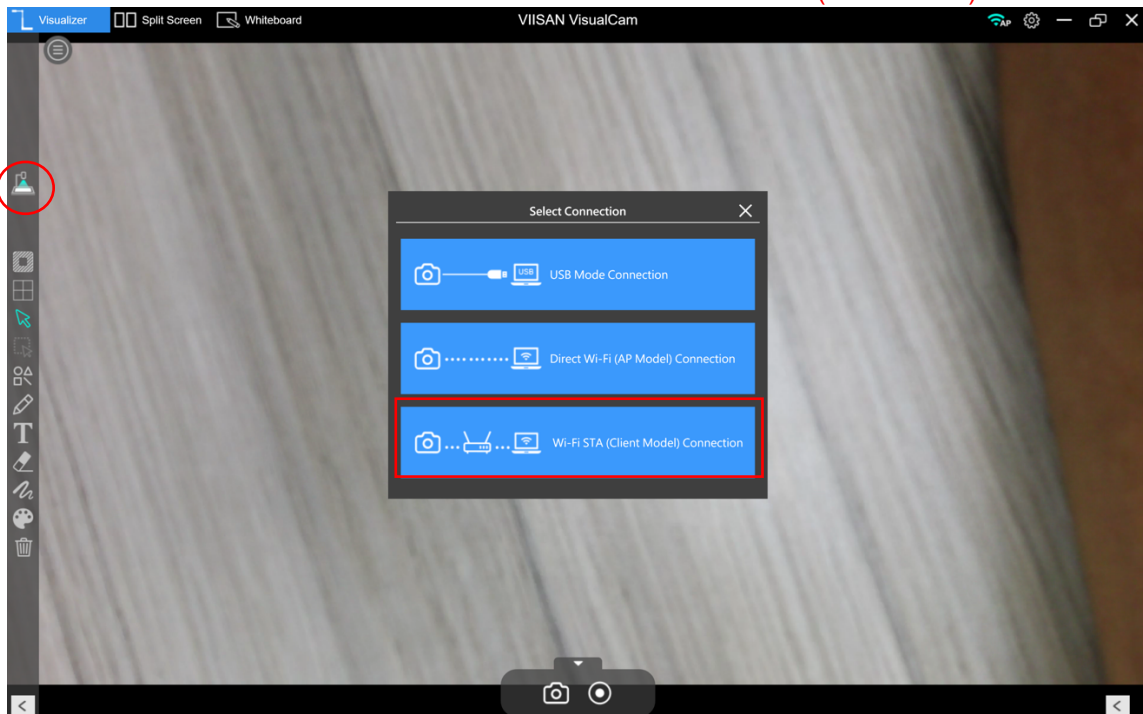 Visualizer Split Screen Whiteboard VIISAN VisualCam AP
Select Connection
USB USB Mode Connection
Direct Wi-Fi (AP Model) Connection
Wi-Fi STA (Client Model) Connection
T